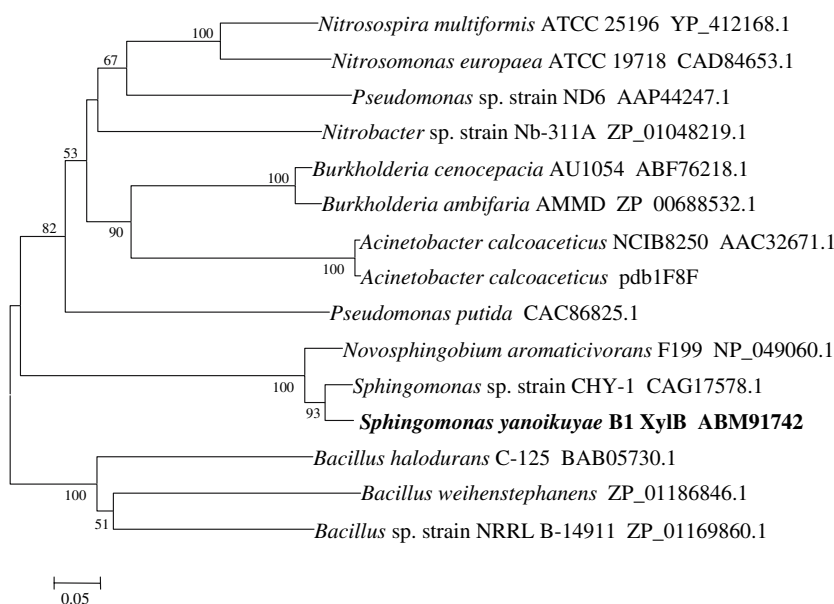 Nitrosospira multiformis ATCC 25196 YP_412168.1
100
Nitrosomonas europaea ATCC 19718 CAD84653.1
67
Pseudomonas sp. strain ND6 AAP44247.1
Nitrobacter sp. strain Nb-311A ZP_01048219.1
53
Burkholderia cenocepacia AU1054 ABF76218.1
100
Burkholderia ambifaria AMMD ZP 00688532.1
82
90
Acinetobacter calcoaceticus NCIB8250 AAC32671.1
100
Acinetobacter calcoaceticus pdb1F8F
Pseudomonas putida CAC86825.1
Novosphingobium aromaticivorans F199 NP_049060.1
100
Sphingomonas sp. strain CHY-1 CAG17578.1
93
Sphingomonas yanoikuyae B1 XylB ABM91742
Bacillus halodurans C-125 BAB05730.1
100
Bacillus weihenstephanens ZP_01186846.1
51
Bacillus sp. strain NRRL B-14911 ZP_01169860.1
0.05